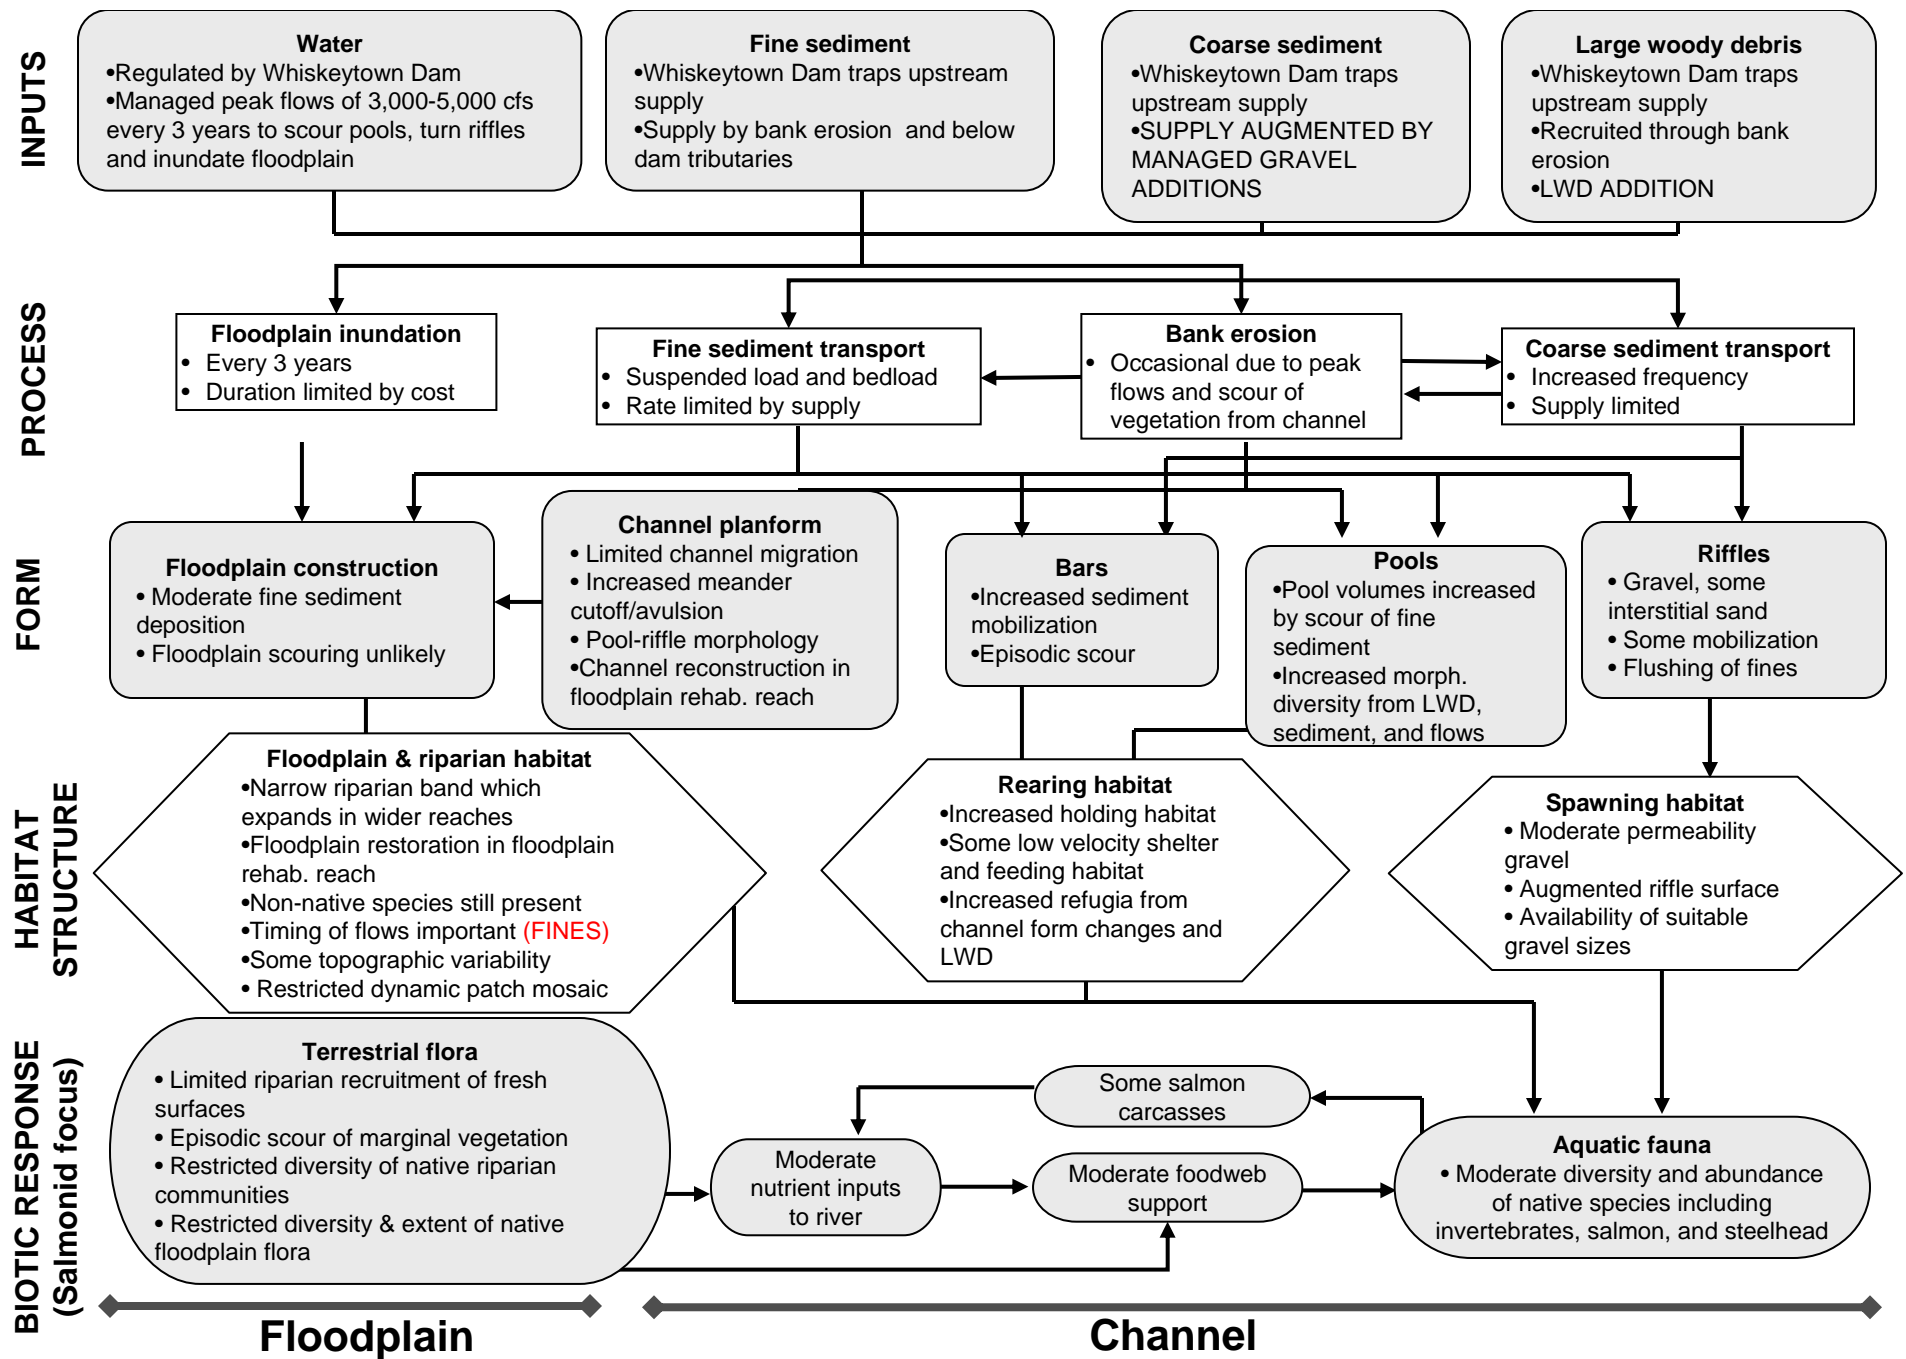 INPUTS
Water
•Regulated by Whiskeytown Dam
•Managed peak flows of 3,000-5,000 cfs
every 3 years to scour pools, turn riffles
and inundate floodplain
Fine sediment
•Whiskeytown Dam traps upstream
supply
•Supply by bank erosion and below
dam tributaries
Coarse sediment
•Whiskeytown Dam traps
upstream supply
•SUPPLY AUGMENTED BY
MANAGED GRAVEL
ADDITIONS
Large woody debris
•Whiskeytown Dam traps
upstream supply
•Recruited through bank
erosion
•LWD ADDITION
PROCESS
Floodplain inundation
• Every 3 years
• Duration limited by cost
Fine sediment transport
• Suspended load and bedload
• Rate limited by supply
Bank erosion
• Occasional due to peak
flows and scour of
vegetation from channel
Coarse sediment transport
• Increased frequency
• Supply limited
FORM
Floodplain construction
• Moderate fine sediment
deposition
• Floodplain scouring unlikely
Channel planform
• Limited channel migration
• Increased meander
cutoff/avulsion
• Pool-riffle morphology
•Channel reconstruction in
floodplain rehab. reach
Bars
•Increased sediment
mobilization
•Episodic scour
Pools
•Pool volumes increased
by scour of fine
sediment
•Increased morph.
diversity from LWD,
sediment, and flows
Riffles
• Gravel, some
interstitial sand
• Some mobilization
• Flushing of fines
HABITAT
STRUCTURE
Floodplain & riparian habitat
•Narrow riparian band which
expands in wider reaches
•Floodplain restoration in floodplain
rehab. reach
•Non-native species still present
•Timing of flows important (FINES)
•Some topographic variability
• Restricted dynamic patch mosaic
Rearing habitat
•Increased holding habitat
•Some low velocity shelter
and feeding habitat
•Increased refugia from
channel form changes and
LWD
Spawning habitat
• Moderate permeability
gravel
• Augmented riffle surface
• Availability of suitable
gravel sizes
BIOTIC RESPONSE
(Salmonid focus)
Terrestrial flora
• Limited riparian recruitment of fresh
surfaces
• Episodic scour of marginal vegetation
• Restricted diversity of native riparian
communities
• Restricted diversity & extent of native
floodplain flora
Moderate
nutrient inputs
to river
Some salmon
carcasses
Moderate foodweb
support
Aquatic fauna
• Moderate diversity and abundance
of native species including
invertebrates, salmon, and steelhead
Floodplain
Channel